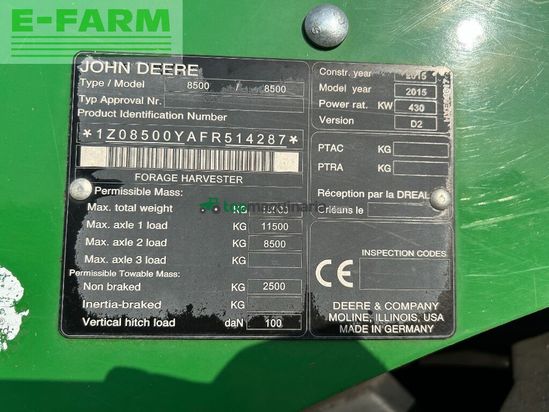 E-FARM
JOHN DEERE
Type / Model 8500 / 8500
Typ Approval Nr.
Product Identification Number
*1Z08500YAFR514287*
FORAGE HARVESTER
Permissible Mass:
Max. total weight KG
Max. axle 1 load KG 11500
Max. axle 2 load KG 8500
Max. axle 3 load KG
Permissible Towable Mass:
Non braked KG 2500
Inertia-braked KG
Vertical hitch load daN 100
Constr. year 2015
Model year 2015
Power rat. KW 430
Version D2
PTAC KG
PTRA KG
Réception par la DREAL
Orléans le
INSPECTION CODES
CE
DEERE & COMPANY
MOLINE, ILLINOIS, USA
MADE IN GERMANY